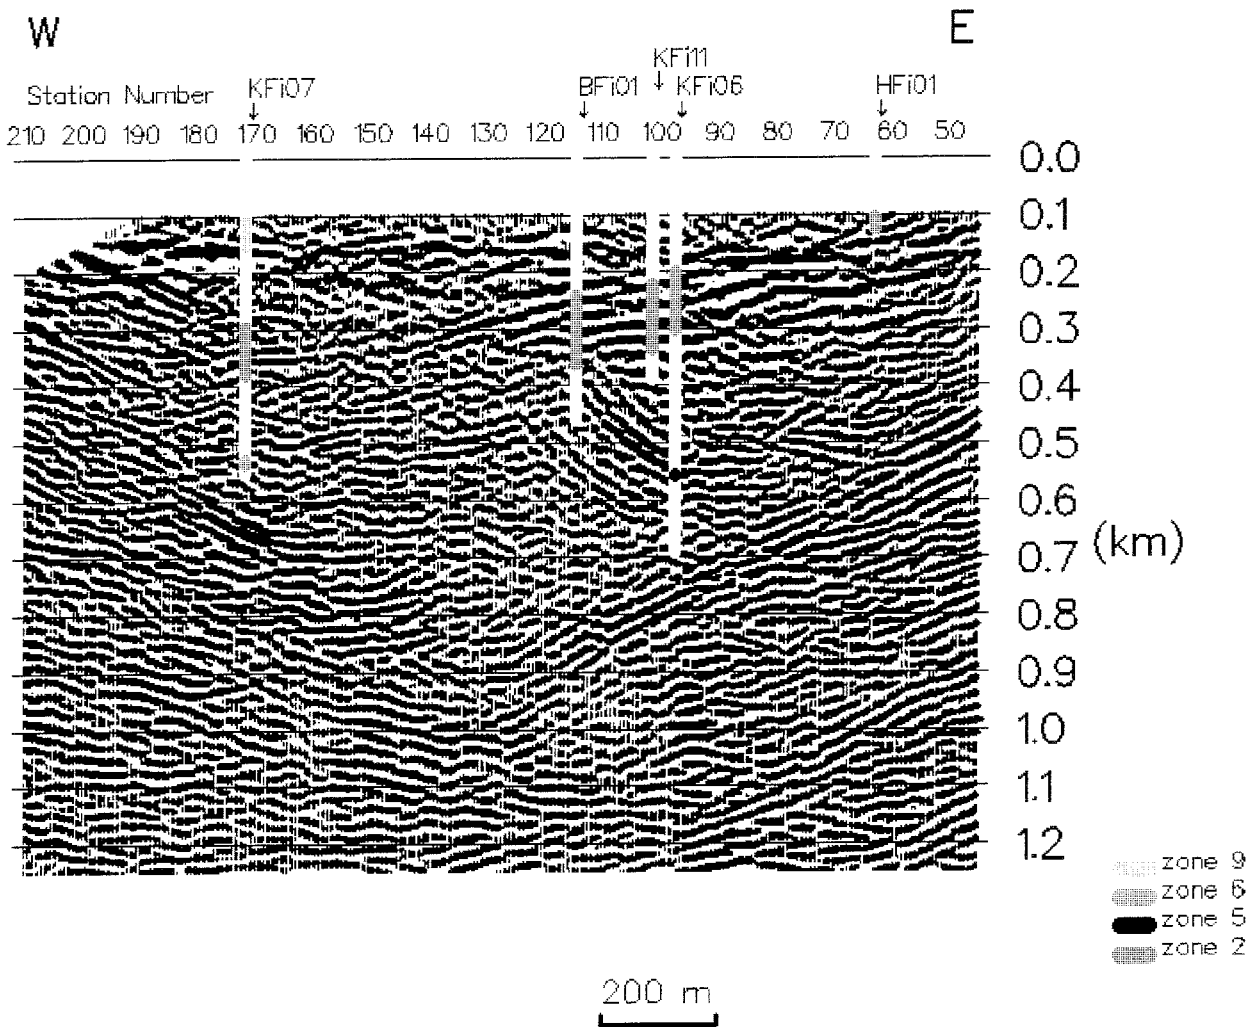 W E
KFi11
Station Number KFi07 BFi01 KFi06 HFi01
210 200 190 180 170 160 150 140 130 120 110 100 90 80 70 60 50
0.0
0.1
0.2
0.3
0.4
0.5
0.6
0.7 (km)
0.8
0.9
1.0
1.1
1.2
zone 9
zone 6
zone 5
zone 2
200 m